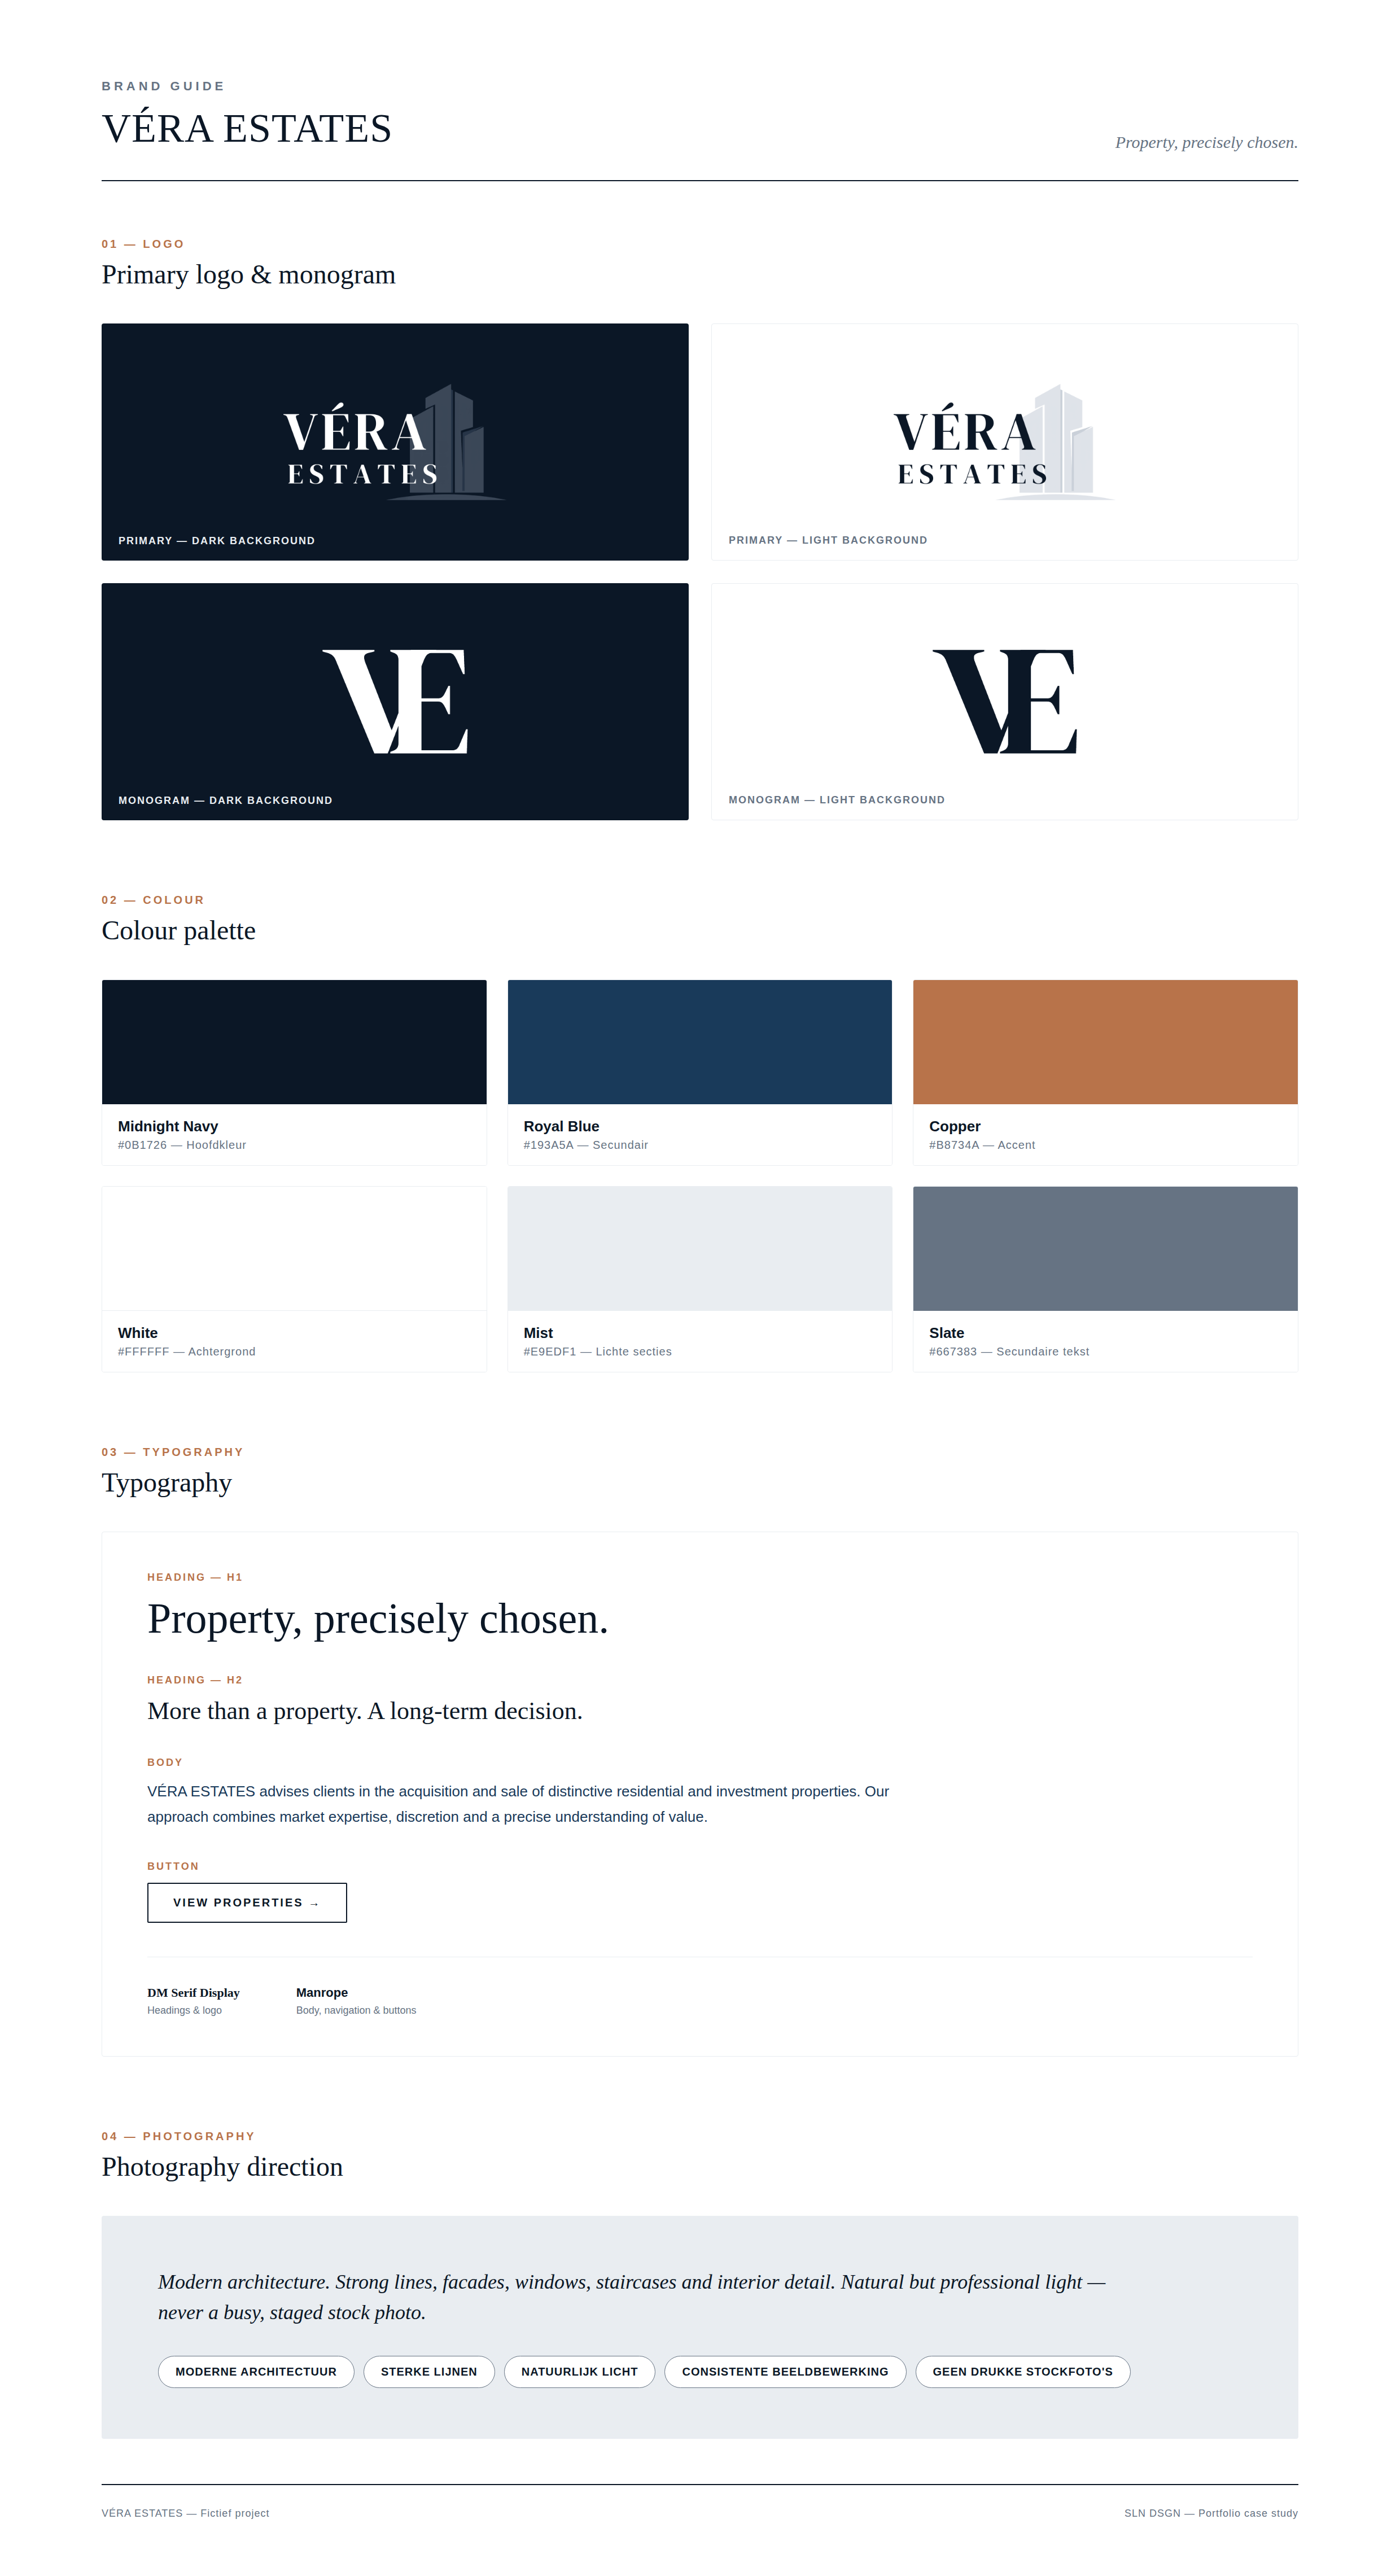 BRAND GUIDE
VÉRA ESTATES
Property, precisely chosen.
01 — LOGO
Primary logo & monogram
VÉRA
ESTATES
PRIMARY — DARK BACKGROUND
VÉRA
ESTATES
PRIMARY — LIGHT BACKGROUND
VE
MONOGRAM — DARK BACKGROUND
VE
MONOGRAM — LIGHT BACKGROUND
02 — COLOUR
Colour palette
Midnight Navy
#0B1726 — Hoofdkleur
Royal Blue
#193A5A — Secundair
Copper
#B8734A — Accent
White
#FFFFFF — Achtergrond
Mist
#E9EDF1 — Lichte secties
Slate
#667383 — Secundaire tekst
03 — TYPOGRAPHY
Typography
HEADING — H1
Property, precisely chosen.
HEADING — H2
More than a property. A long-term decision.
BODY
VÉRA ESTATES advises clients in the acquisition and sale of distinctive residential and investment properties. Our
approach combines market expertise, discretion and a precise understanding of value.
BUTTON
VIEW PROPERTIES →
DM Serif Display
Headings & logo
Manrope
Body, navigation & buttons
04 — PHOTOGRAPHY
Photography direction
Modern architecture. Strong lines, facades, windows, staircases and interior detail. Natural but professional light —
never a busy, staged stock photo.
MODERNE ARCHITECTUUR
STERKE LIJNEN
NATUURLIJK LICHT
CONSISTENTE BEELDBEWERKING
GEEN DRUKKE STOCKFOTO'S
VÉRA ESTATES — Fictief project
SLN DSGN — Portfolio case study